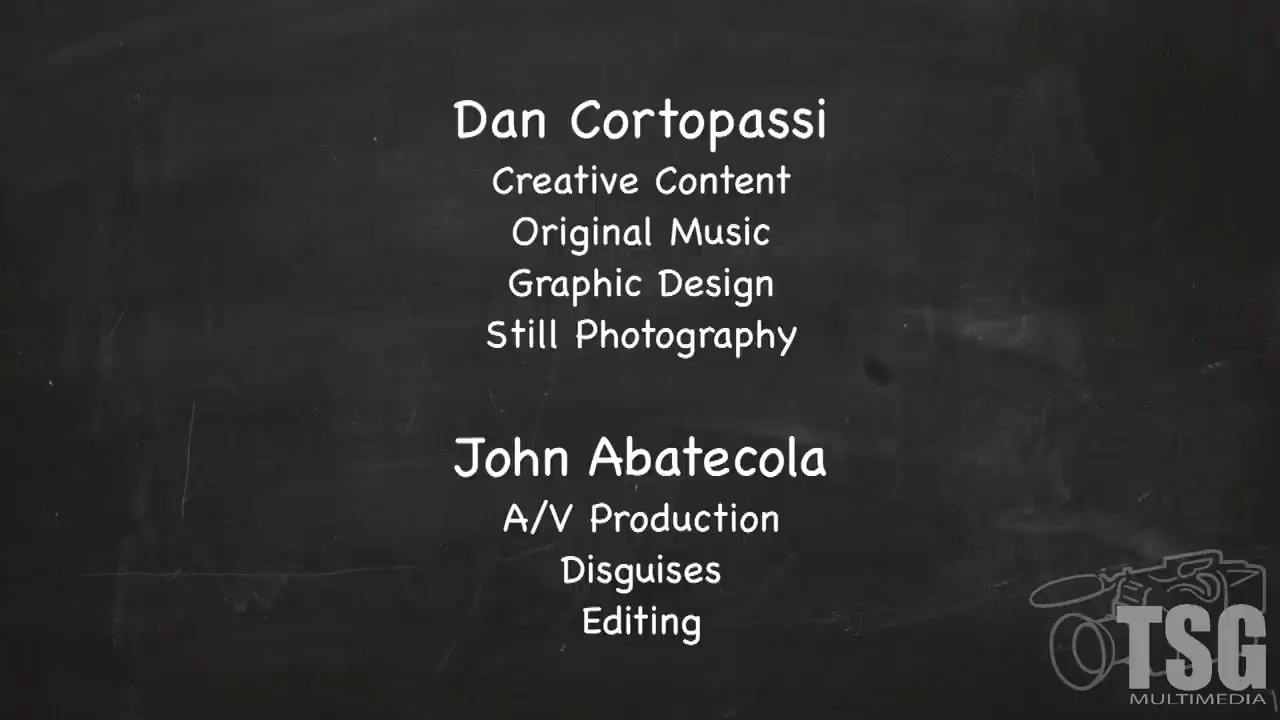 Dan Cortopassi
Creative Content
Original Music
Graphic Design
Still Photography
John Abatecola
A/V Production
Disguises
Editing
TSG
MULTIMEDIA